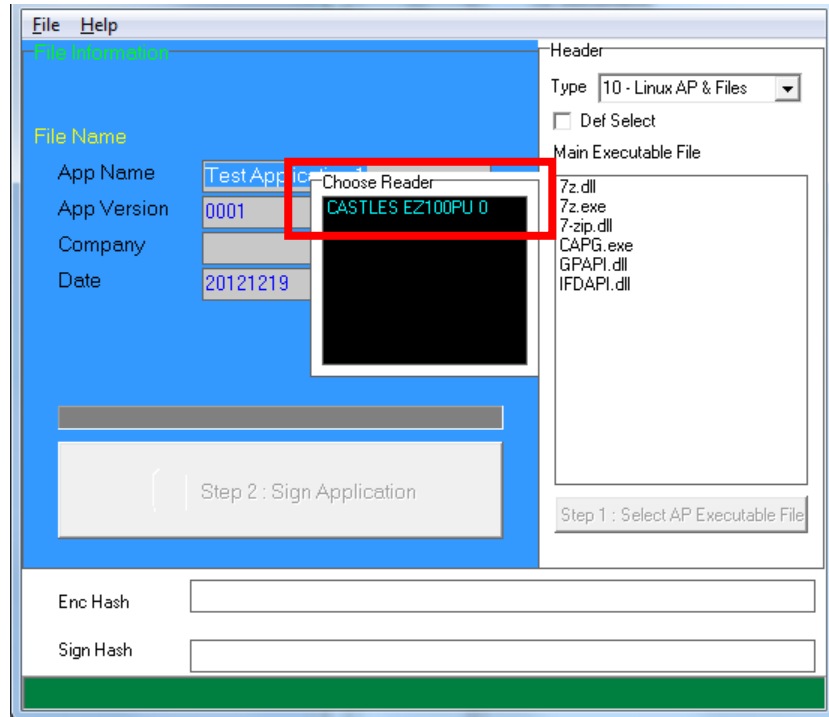 File Help
File Information
File Name
App Name Test Applic
App Version 0001
Company
Date 20121219
Choose Reader
CASTLES EZ100PU 0
Step 2 : Sign Application
Header
Type 10 - Linux AP & Files
Def Select
Main Executable File
7z.dll
7z.exe
7-zip.dll
CAPG.exe
GPAPI.dll
IFDAPI.dll
Step 1 : Select AP Executable File
Enc Hash
Sign Hash